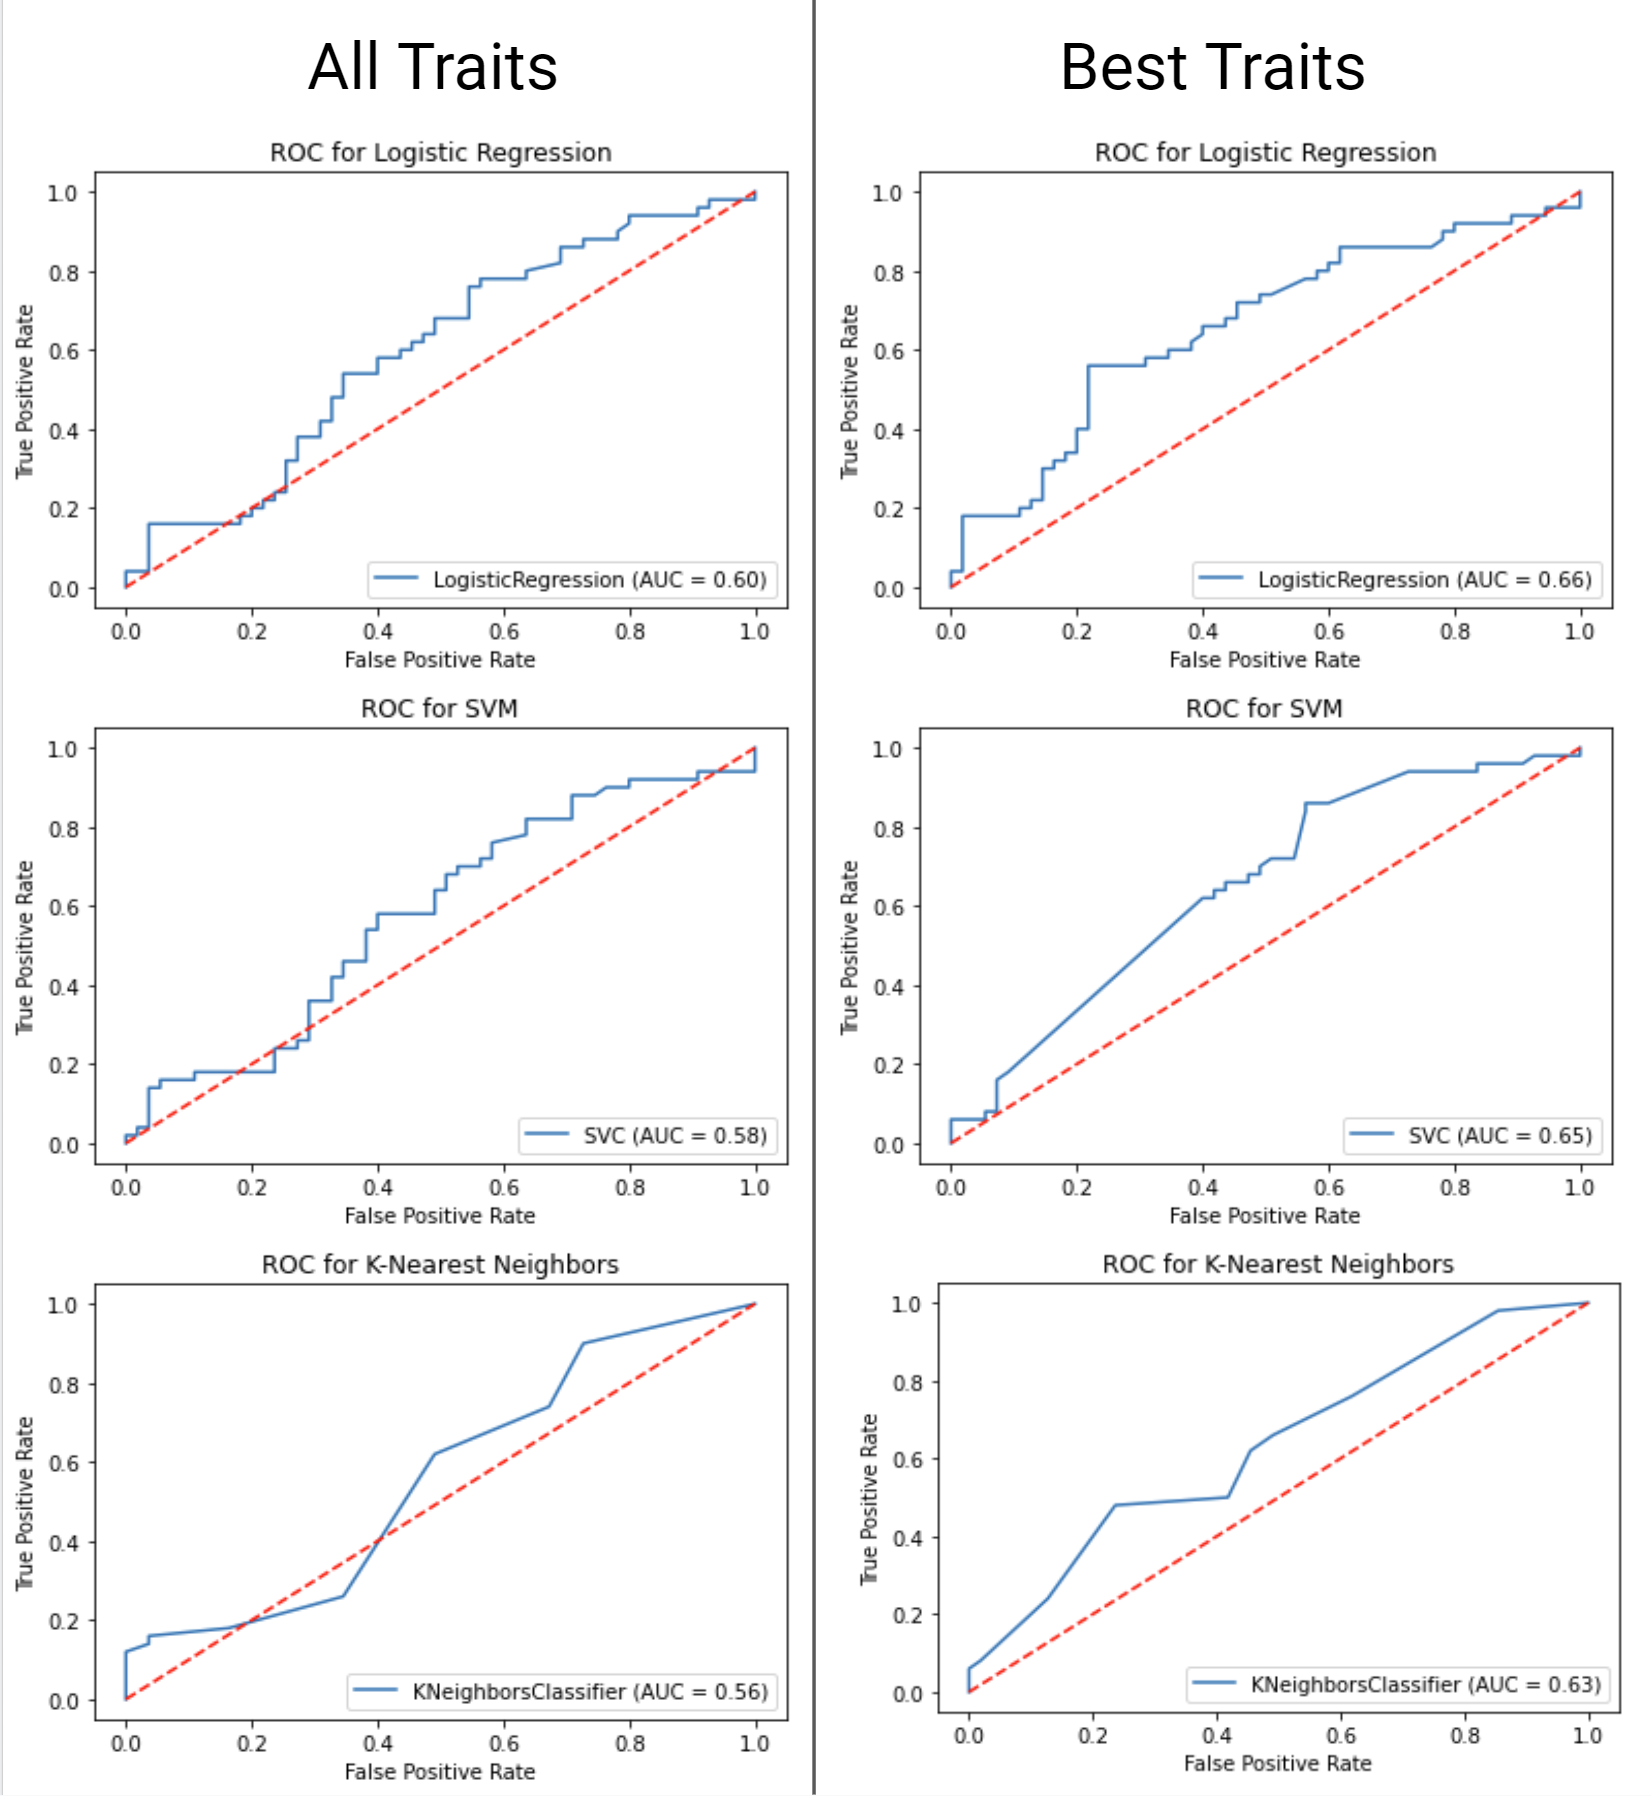 All Traits
Best Traits
ROC for Logistic Regression
True Positive Rate
1.0
0.8
0.6
0.4
0.2
0.0
LogisticRegression (AUC = 0.60)
0.0 0.2 0.4 0.6 0.8 1.0
False Positive Rate
ROC for Logistic Regression
True Positive Rate
1.0
0.8
0.6
0.4
0.2
0.0
LogisticRegression (AUC = 0.66)
0.0 0.2 0.4 0.6 0.8 1.0
False Positive Rate
ROC for SVM
True Positive Rate
1.0
0.8
0.6
0.4
0.2
0.0
SVC (AUC = 0.58)
0.0 0.2 0.4 0.6 0.8 1.0
False Positive Rate
ROC for SVM
True Positive Rate
1.0
0.8
0.6
0.4
0.2
0.0
SVC (AUC = 0.65)
0.0 0.2 0.4 0.6 0.8 1.0
False Positive Rate
ROC for K-Nearest Neighbors
True Positive Rate
1.0
0.8
0.6
0.4
0.2
0.0
KNeighborsClassifier (AUC = 0.56)
0.0 0.2 0.4 0.6 0.8 1.0
False Positive Rate
ROC for K-Nearest Neighbors
True Positive Rate
1.0
0.8
0.6
0.4
0.2
0.0
KNeighborsClassifier (AUC = 0.63)
0.0 0.2 0.4 0.6 0.8 1.0
False Positive Rate